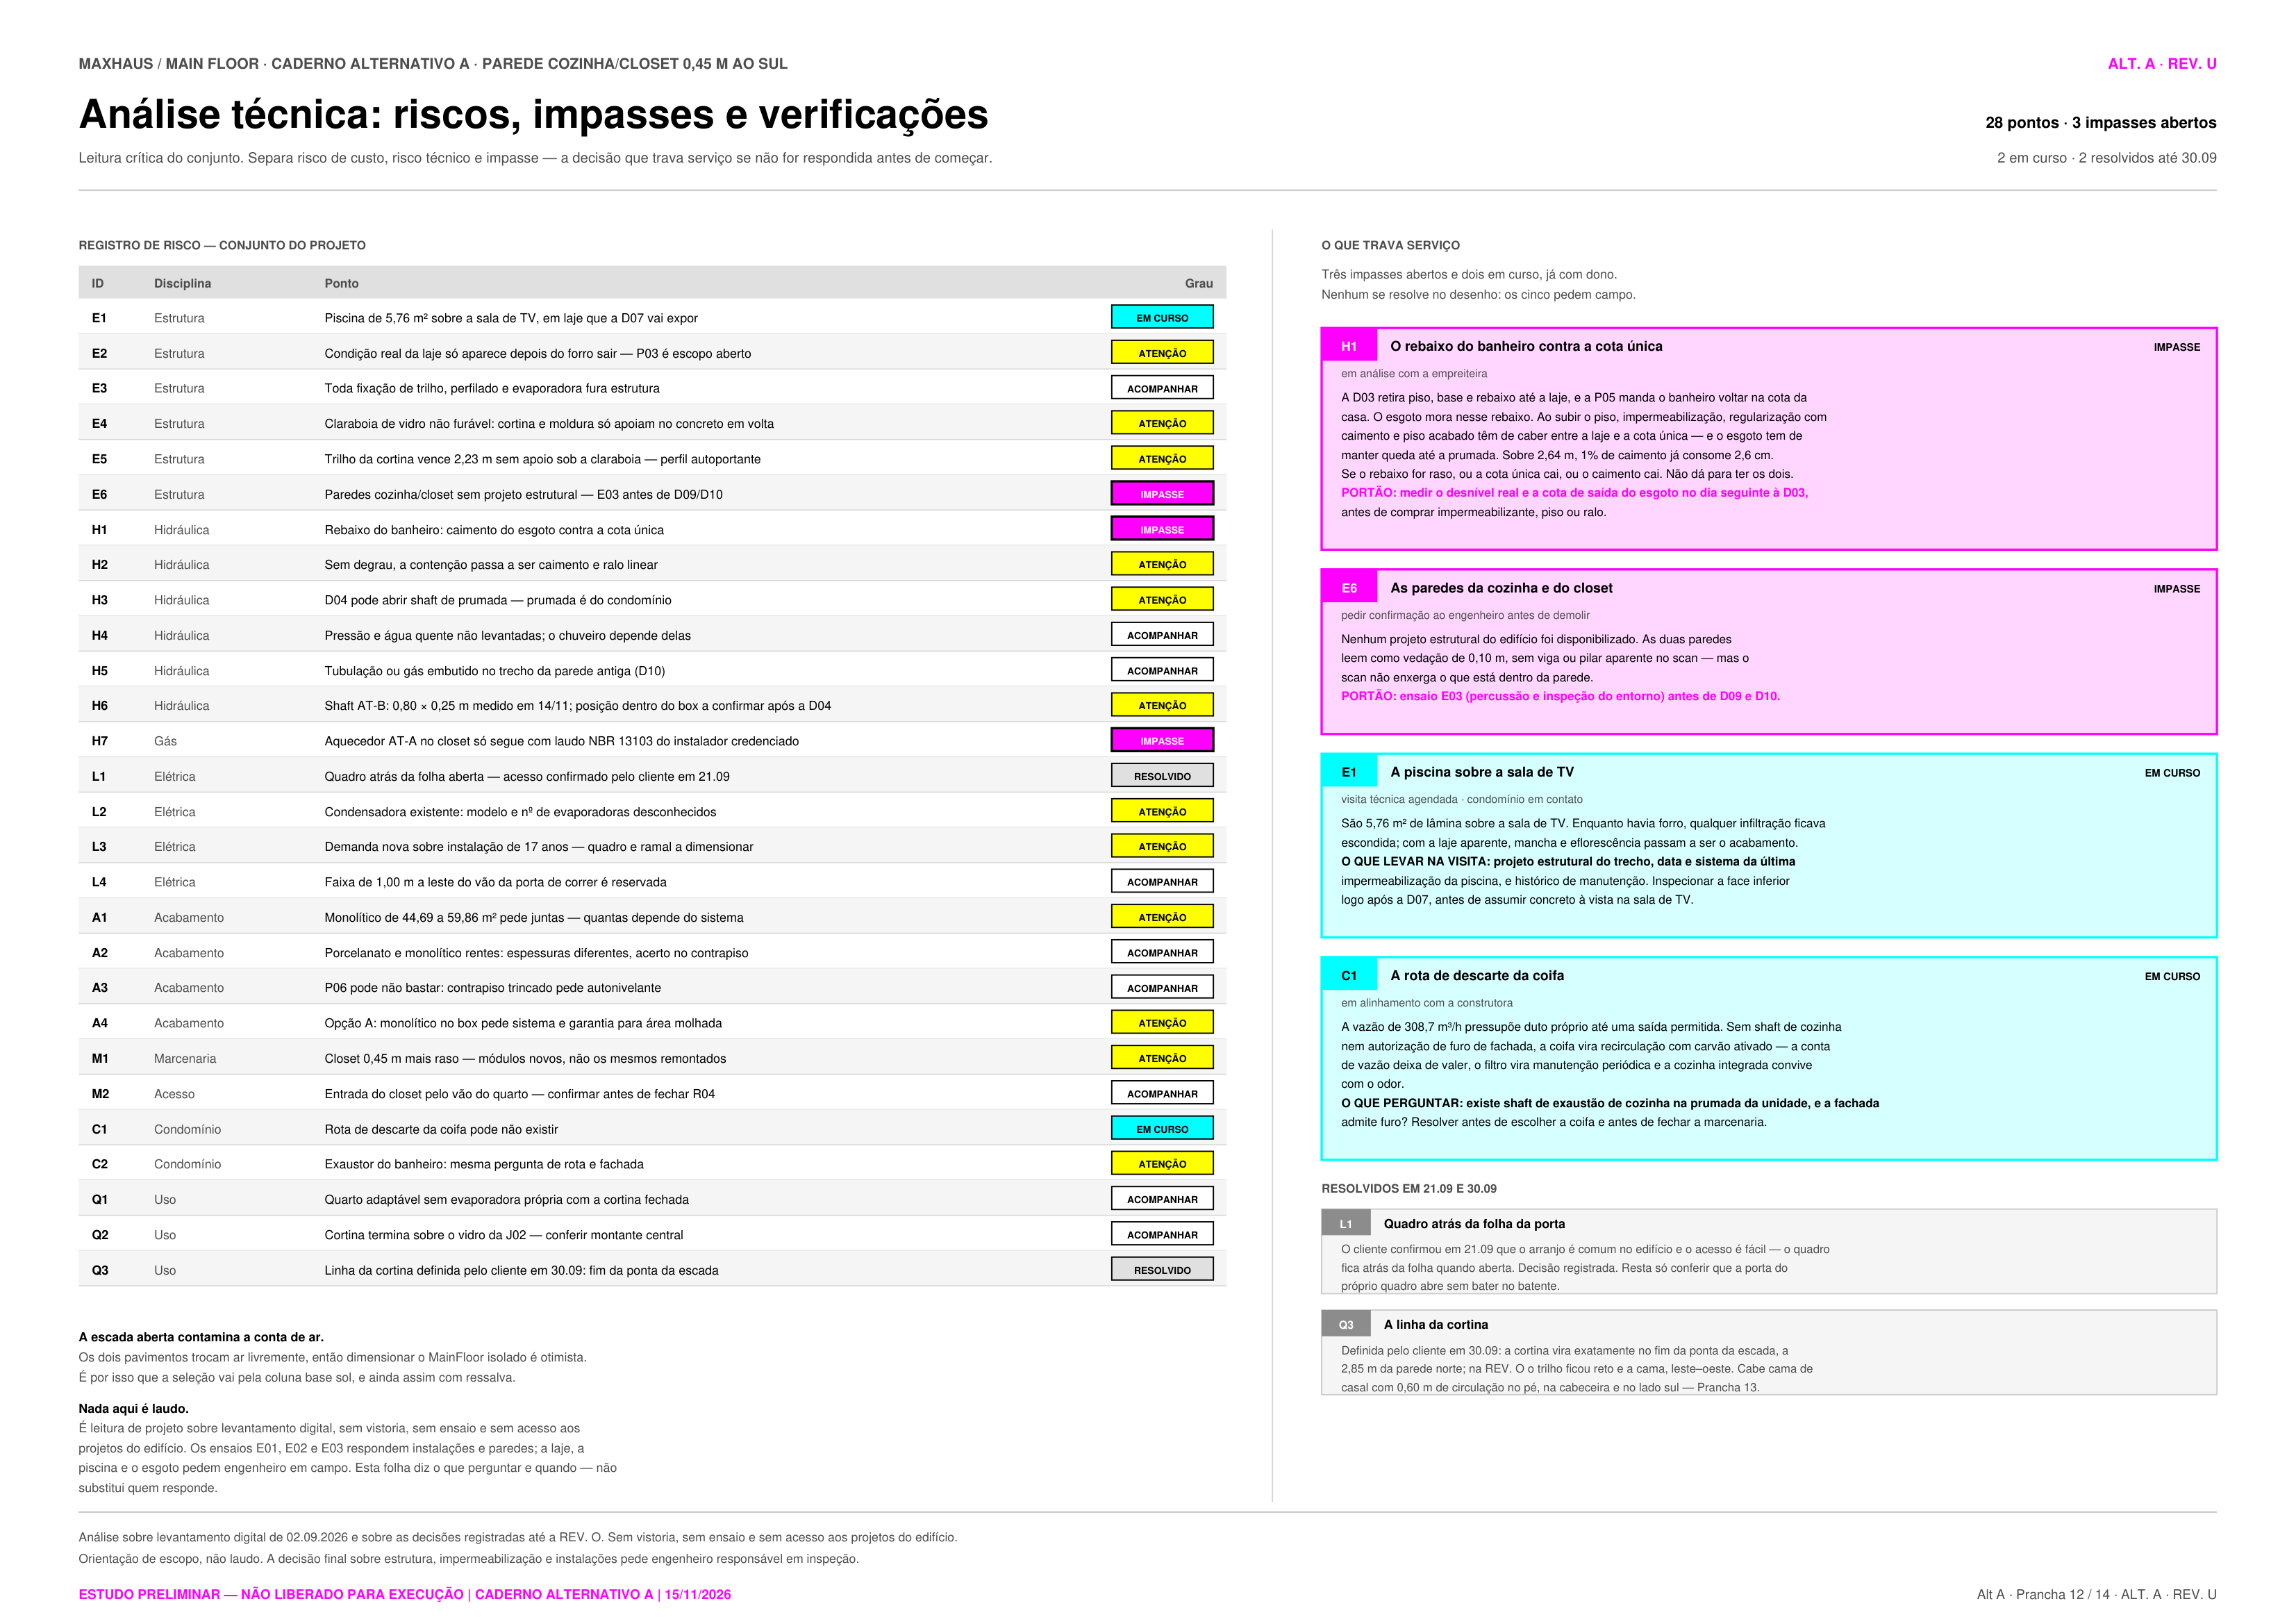 MAXHAUS / MAIN FLOOR · CADERNO ALTERNATIVO A · PAREDE COZINHA/CLOSET 0,45 M AO SUL
ALT. A · REV. U
Análise técnica: riscos, impasses e verificações
28 pontos · 3 impasses abertos
Leitura crítica do conjunto. Separa risco de custo, risco técnico e impasse — a decisão que trava serviço se não for respondida antes de começar.
2 em curso · 2 resolvidos até 30.09
REGISTRO DE RISCO — CONJUNTO DO PROJETO
ID Disciplina Ponto Grau
E1 Estrutura Piscina de 5,76 m² sobre a sala de TV, em laje que a D07 vai expor EM CURSO
E2 Estrutura Condição real da laje só aparece depois do forro sair — P03 é escopo aberto ATENÇÃO
E3 Estrutura Toda fixação de trilho, perfilado e evaporadora fura estrutura ACOMPANHAR
E4 Estrutura Claraboia de vidro não furável: cortina e moldura só apoiam no concreto em volta ATENÇÃO
E5 Estrutura Trilho da cortina vence 2,23 m sem apoio sob a claraboia — perfil autoportante ATENÇÃO
E6 Estrutura Paredes cozinha/closet sem projeto estrutural — E03 antes de D09/D10 IMPASSE
H1 Hidráulica Rebaixo do banheiro: caimento do esgoto contra a cota única IMPASSE
H2 Hidráulica Sem degrau, a contenção passa a ser caimento e ralo linear ATENÇÃO
H3 Hidráulica D04 pode abrir shaft de prumada — prumada é do condomínio ATENÇÃO
H4 Hidráulica Pressão e água quente não levantadas; o chuveiro depende delas ACOMPANHAR
H5 Hidráulica Tubulação ou gás embutido no trecho da parede antiga (D10) ACOMPANHAR
H6 Hidráulica Shaft AT-B: 0,80 × 0,25 m medido em 14/11; posição dentro do box a confirmar após a D04 ATENÇÃO
H7 Gás Aquecedor AT-A no closet só segue com laudo NBR 13103 do instalador credenciado IMPASSE
L1 Elétrica Quadro atrás da folha aberta — acesso confirmado pelo cliente em 21.09 RESOLVIDO
L2 Elétrica Condensadora existente: modelo e nº de evaporadoras desconhecidos ATENÇÃO
L3 Elétrica Demanda nova sobre instalação de 17 anos — quadro e ramal a dimensionar ATENÇÃO
L4 Elétrica Faixa de 1,00 m a leste do vão da porta de correr é reservada ACOMPANHAR
A1 Acabamento Monolítico de 44,69 a 59,86 m² pede juntas — quantas depende do sistema ATENÇÃO
A2 Acabamento Porcelanato e monolítico rentes: espessuras diferentes, acerto no contrapiso ACOMPANHAR
A3 Acabamento P06 pode não bastar: contrapiso trincado pede autonivelante ACOMPANHAR
A4 Acabamento Opção A: monolítico no box pede sistema e garantia para área molhada ATENÇÃO
M1 Marcenaria Closet 0,45 m mais raso — módulos novos, não os mesmos remontados ATENÇÃO
M2 Acesso Entrada do closet pelo vão do quarto — confirmar antes de fechar R04 ACOMPANHAR
C1 Condomínio Rota de descarte da coifa pode não existir EM CURSO
C2 Condomínio Exaustor do banheiro: mesma pergunta de rota e fachada ATENÇÃO
Q1 Uso Quarto adaptável sem evaporadora própria com a cortina fechada ACOMPANHAR
Q2 Uso Cortina termina sobre o vidro da J02 — conferir montante central ACOMPANHAR
Q3 Uso Linha da cortina definida pelo cliente em 30.09: fim da ponta da escada RESOLVIDO
A escada aberta contamina a conta de ar.
Os dois pavimentos trocam ar livremente, então dimensionar o MainFloor isolado é otimista.
É por isso que a seleção vai pela coluna base sol, e ainda assim com ressalva.
Nada aqui é laudo.
É leitura de projeto sobre levantamento digital, sem vistoria, sem ensaio e sem acesso aos
projetos do edifício. Os ensaios E01, E02 e E03 respondem instalações e paredes; a laje, a
piscina e o esgoto pedem engenheiro em campo. Esta folha diz o que perguntar e quando — não
substitui quem responde.
O QUE TRAVA SERVIÇO
Três impasses abertos e dois em curso, já com dono.
Nenhum se resolve no desenho: os cinco pedem campo.
H1 O rebaixo do banheiro contra a cota única IMPASSE
em análise com a empreiteira
A D03 retira piso, base e rebaixo até a laje, e a P05 manda o banheiro voltar na cota da
casa. O esgoto mora nesse rebaixo. Ao subir o piso, impermeabilização, regularização com
caimento e piso acabado têm de caber entre a laje e a cota única — e o esgoto tem de
manter queda até a prumada. Sobre 2,64 m, 1% de caimento já consome 2,6 cm.
Se o rebaixo for raso, ou a cota única cai, ou o caimento cai. Não dá para ter os dois.
PORTÃO: medir o desnível real e a cota de saída do esgoto no dia seguinte à D03,
antes de comprar impermeabilizante, piso ou ralo.
E6 As paredes da cozinha e do closet IMPASSE
pedir confirmação ao engenheiro antes de demolir
Nenhum projeto estrutural do edifício foi disponibilizado. As duas paredes
leem como vedação de 0,10 m, sem viga ou pilar aparente no scan — mas o
scan não enxerga o que está dentro da parede.
PORTÃO: ensaio E03 (percussão e inspeção do entorno) antes de D09 e D10.
E1 A piscina sobre a sala de TV EM CURSO
visita técnica agendada · condomínio em contato
São 5,76 m² de lâmina sobre a sala de TV. Enquanto havia forro, qualquer infiltração ficava
escondida; com a laje aparente, mancha e eflorescência passam a ser o acabamento.
O QUE LEVAR NA VISITA: projeto estrutural do trecho, data e sistema da última
impermeabilização da piscina, e histórico de manutenção. Inspecionar a face inferior
logo após a D07, antes de assumir concreto à vista na sala de TV.
C1 A rota de descarte da coifa EM CURSO
em alinhamento com a construtora
A vazão de 308,7 m³/h pressupõe duto próprio até uma saída permitida. Sem shaft de cozinha
nem autorização de furo de fachada, a coifa vira recirculação com carvão ativado — a conta
de vazão deixa de valer, o filtro vira manutenção periódica e a cozinha integrada convive
com o odor.
O QUE PERGUNTAR: existe shaft de exaustão de cozinha na prumada da unidade, e a fachada
admite furo? Resolver antes de escolher a coifa e antes de fechar a marcenaria.
RESOLVIDOS EM 21.09 E 30.09
L1 Quadro atrás da folha da porta
O cliente confirmou em 21.09 que o arranjo é comum no edifício e o acesso é fácil — o quadro
fica atrás da folha quando aberta. Decisão registrada. Resta só conferir que a porta do
próprio quadro abre sem bater no batente.
Q3 A linha da cortina
Definida pelo cliente em 30.09: a cortina vira exatamente no fim da ponta da escada, a
2,85 m da parede norte; na REV. O o trilho ficou reto e a cama, leste–oeste. Cabe cama de
casal com 0,60 m de circulação no pé, na cabeceira e no lado sul — Prancha 13.
Análise sobre levantamento digital de 02.09.2026 e sobre as decisões registradas até a REV. O. Sem vistoria, sem ensaio e sem acesso aos projetos do edifício.
Orientação de escopo, não laudo. A decisão final sobre estrutura, impermeabilização e instalações pede engenheiro responsável em inspeção.
ESTUDO PRELIMINAR — NÃO LIBERADO PARA EXECUÇÃO | CADERNO ALTERNATIVO A | 15/11/2026
Alt A · Prancha 12 / 14 · ALT. A · REV. U